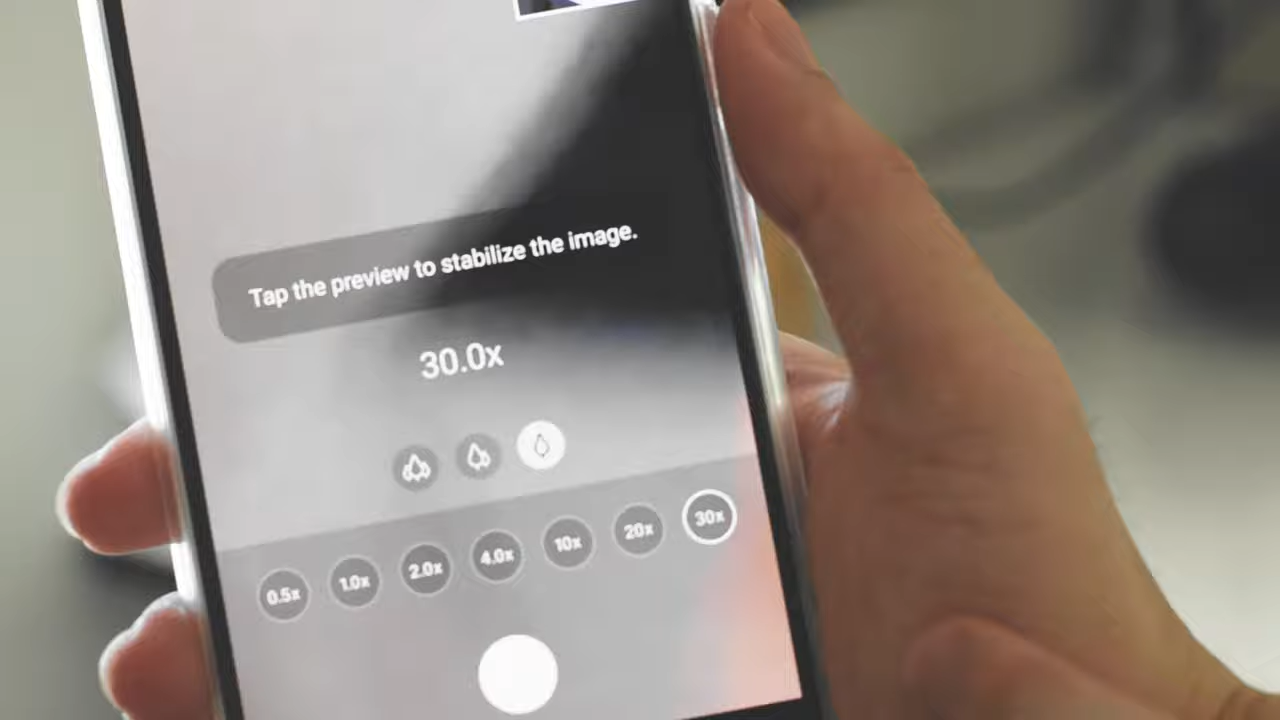 Tap the preview to stabilize the image.
30.0x
0.5x 1.0x 2.0x 4.0x 10x 20x 30x